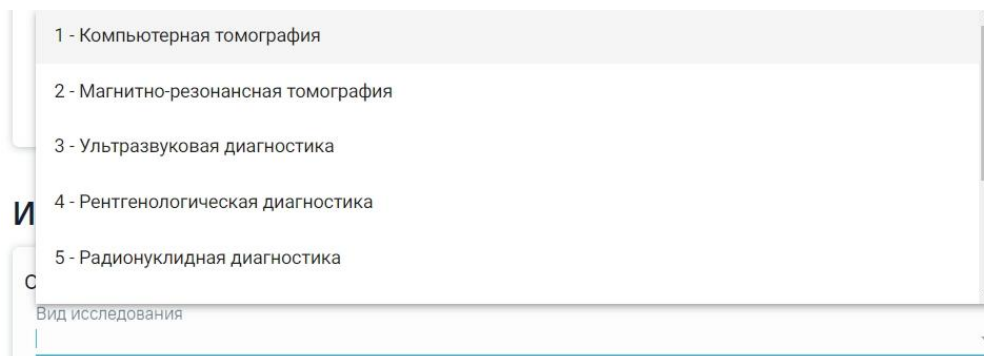 1 - Компьютерная томография
2 - Магнитно-резонансная томография
3 - Ультразвуковая диагностика
4 - Рентгенологическая диагностика
И
5 - Радионуклидная диагностика
Вид исследования